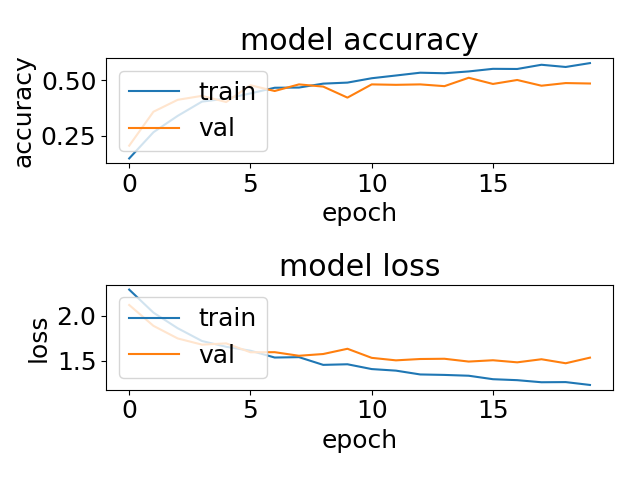 model accuracy
accuracy
0.50
0.25
train
val
0 5 10 15
epoch
model loss
loss
2.0
1.5
train
val
0 5 10 15
epoch